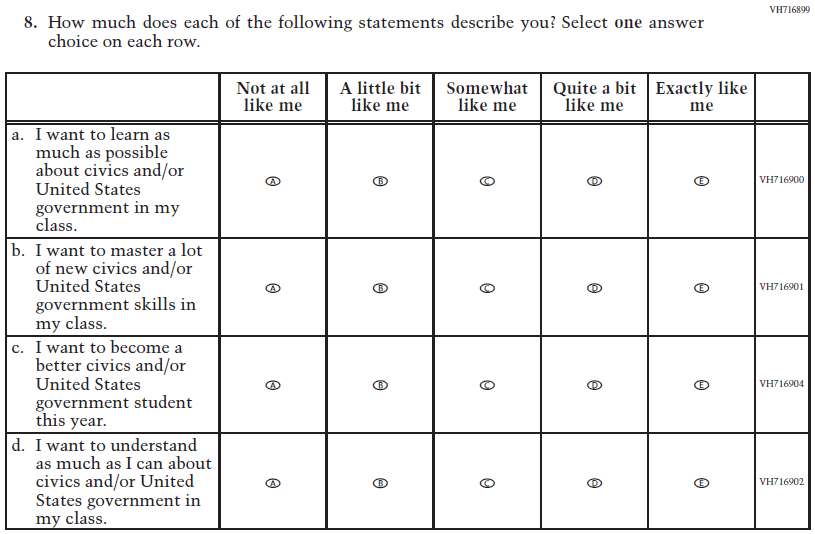 VH716899
8. How much does each of the following statements describe you? Select one answer
choice on each row.
Not at all like me A little bit like me Somewhat like me Quite a bit like me Exactly like me
a. I want to learn as
much as possible
about civics and/or
United States
government in my
class.
A B C D E VH716900
b. I want to master a lot
of new civics and/or
United States
government skills in
my class.
A B C D E VH716901
c. I want to become a
better civics and/or
United States
government student
this year.
A B C D E VH716904
d. I want to understand
as much as I can about
civics and/or United
States government in
my class.
A B C D E VH716902